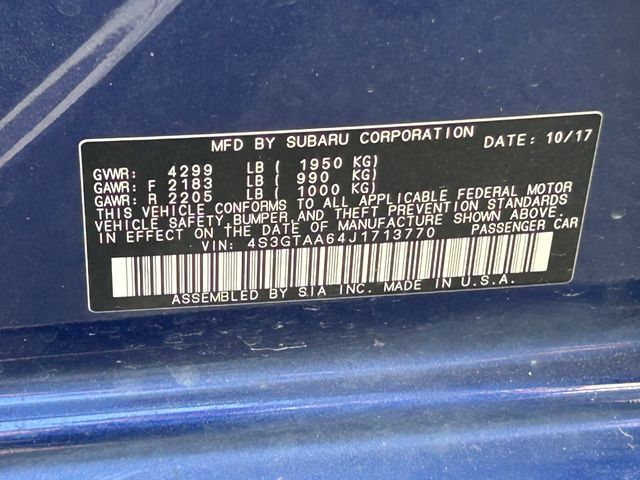 MFD BY SUBARU CORPORATION DATE: 10/17
GVWR: 4299 LB ( 1950 KG)
GAWR: F 2183 LB ( 990 KG)
GAWR: R 2205 LB ( 1000 KG)
THIS VEHICLE CONFORMS TO ALL APPLICABLE FEDERAL MOTOR
VEHICLE SAFETY, BUMPER AND THEFT PREVENTION STANDARDS
IN EFFECT ON THE DATE OF MANUFACTURE SHOWN ABOVE.
VIN: 4S3GTAA64J1713770 PASSENGER CAR
ASSEMBLED BY SIA INC. MADE IN U.S.A.